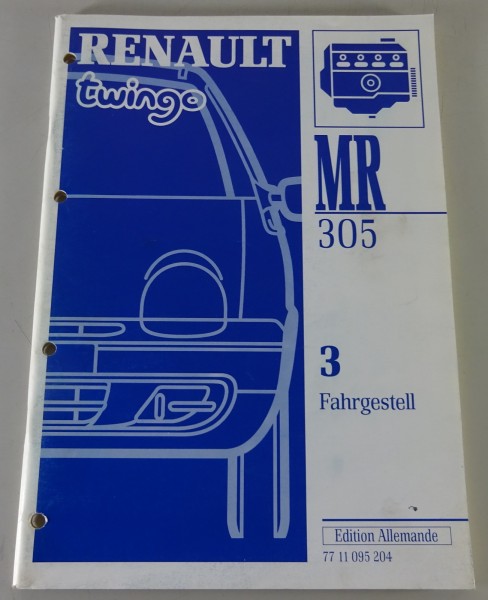 RENAULT
twingo
MR
305
3
Fahrgestell
Edition Allemande
77 11 095 204